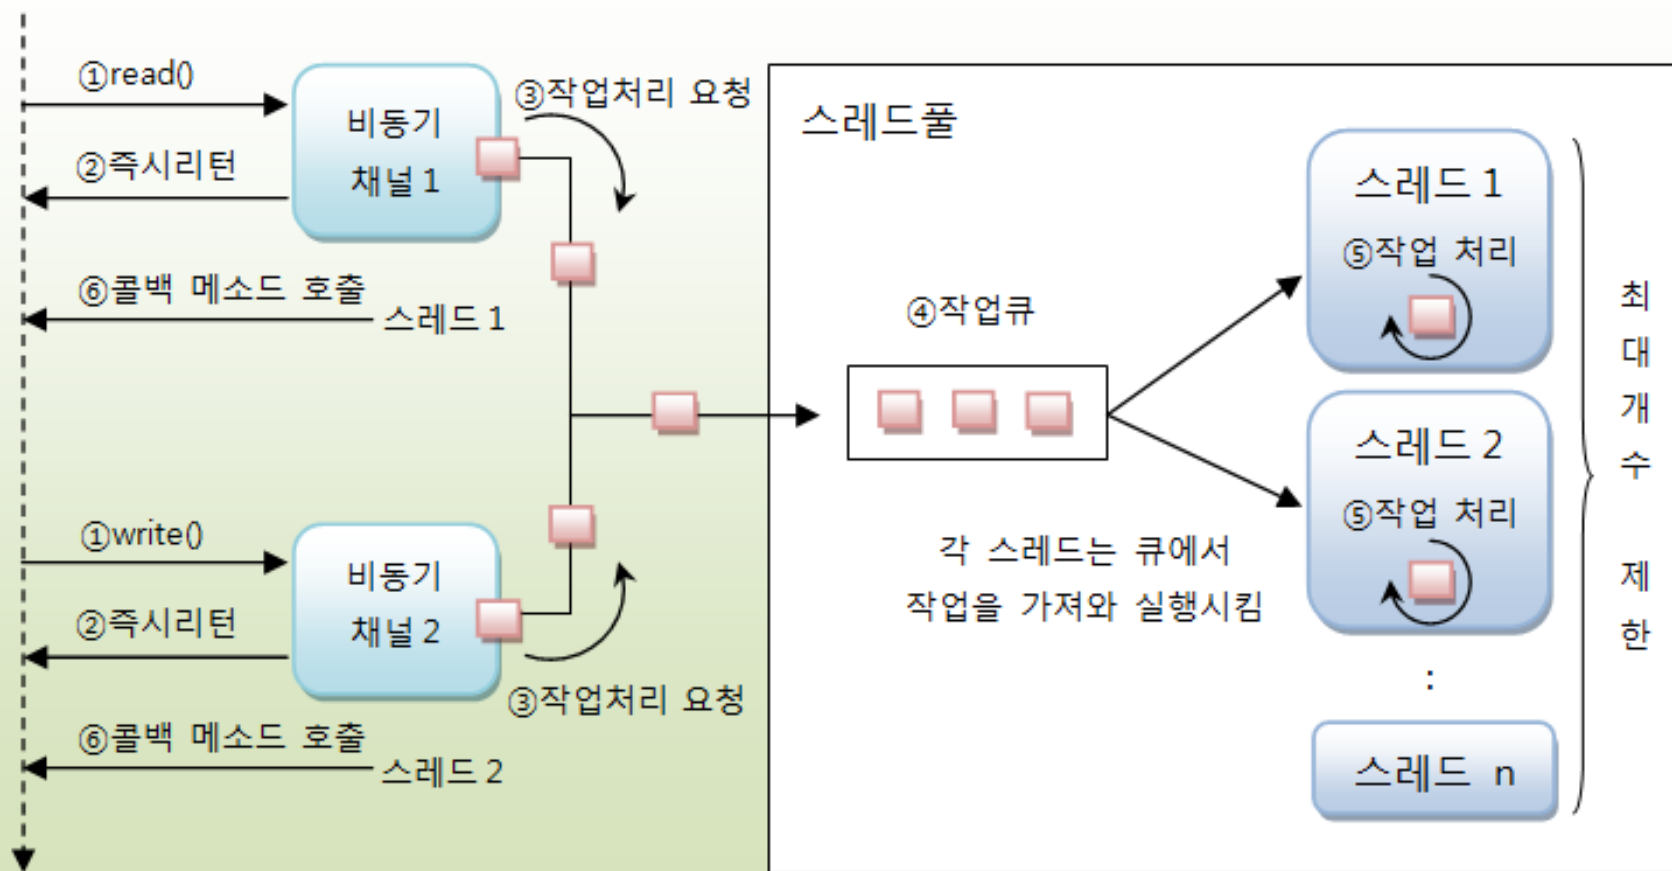 ①read()
비동기
채널 1
③작업처리 요청
②즉시리턴
⑥콜백 메소드 호출
스레드 1
①write()
비동기
채널 2
②즉시리턴
③작업처리 요청
⑥콜백 메소드 호출
스레드 2
스레드풀
④작업큐
각 스레드는 큐에서
작업을 가져와 실행시킴
스레드 1
⑤작업 처리
스레드 2
⑤작업 처리
:
스레드 n
최
대
개
수
제
한